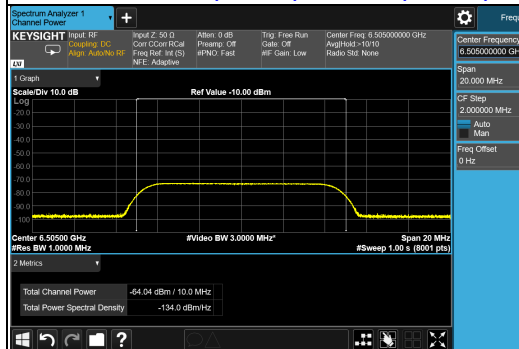 Spectrum Analyzer 1
Channel Power
Frequ
KEYSIGHT
Input: RF
Coupling: DC
Align: Auto/No RF
Input Z: 50 Ω
Corr CCorr RCal
Freq Ref: Int (S)
NFE: Adaptive
Atten: 0 dB
Preamp: Off
#PNO: Fast
Trig: Free Run
Gate: Off
#IF Gain: Low
Center Freq: 6.505000000 GHz
Avg|Hold:>10/10
Radio Std: None
LXI
Center Frequency
6.505000000 GH
Span
20.000 MHz
CF Step
2.000000 MHz
Auto
Man
Freq Offset
0 Hz
1 Graph
Scale/Div 10.0 dB
Ref Value -10.00 dBm
Log
-20.0
-30.0
-40.0
-50.0
-60.0
-70.0
-80.0
-90.0
-100
Center 6.50500 GHz
#Video BW 3.0000 MHz*
Span 20 MHz
#Res BW 1.0000 MHz
#Sweep 1.00 s (8001 pts)
2 Metrics
Total Channel Power -64.04 dBm / 10.0 MHz
Total Power Spectral Density -134.0 dBm/Hz
?